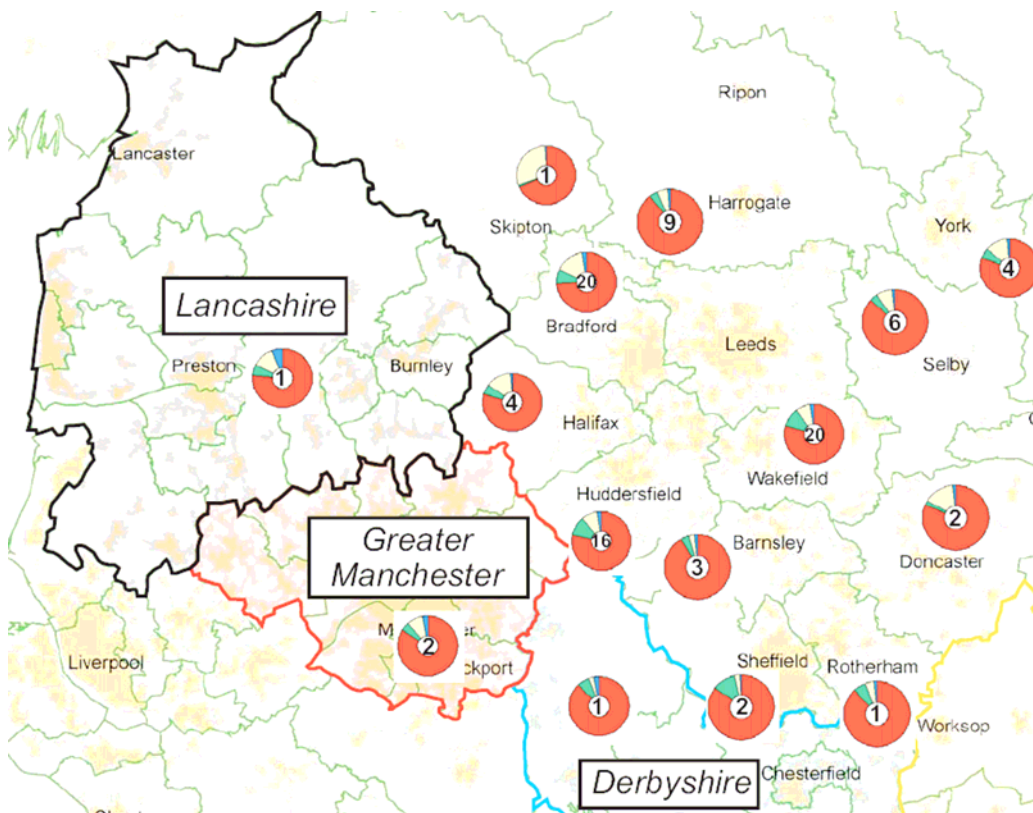 Ripon
Lancaster
1
Skipton
9
Harrogate
York
4
20
Bradford
Lancashire
6
Selby
Leeds
Preston
1
Burnley
4
Halifax
20
Wakefield
Huddersfield
16
2
Doncaster
Greater
Manchester
3
Barnsley
2
ckport
Liverpool
Sheffield
Rotherham
1
2
1
Worksop
Derbyshire
Chesterfield